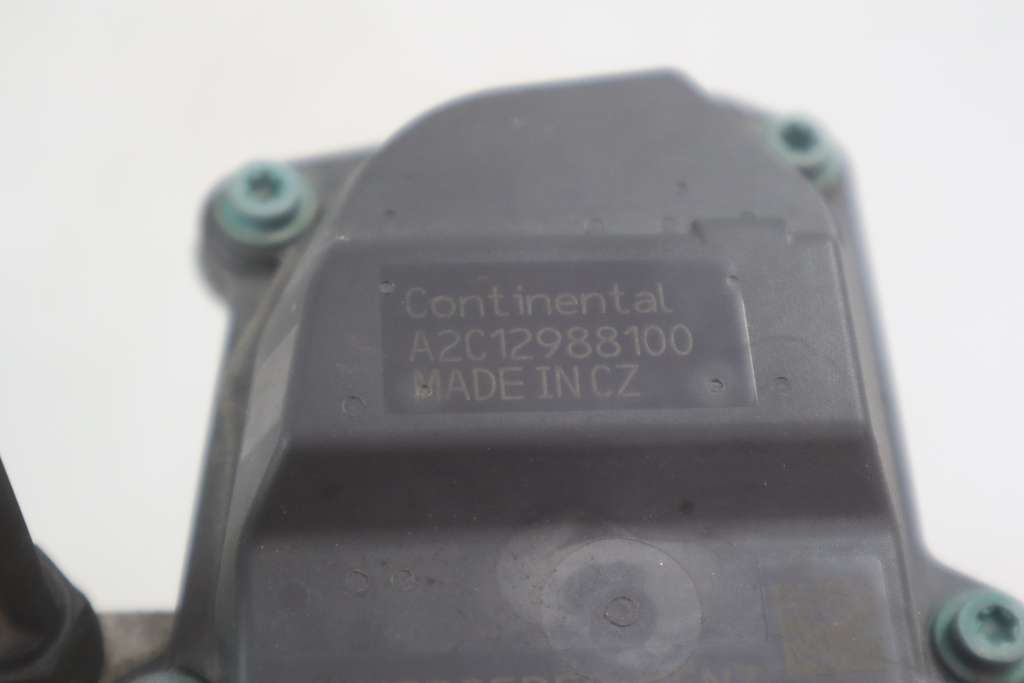 Continental
A2C12988100
MADE IN CZ